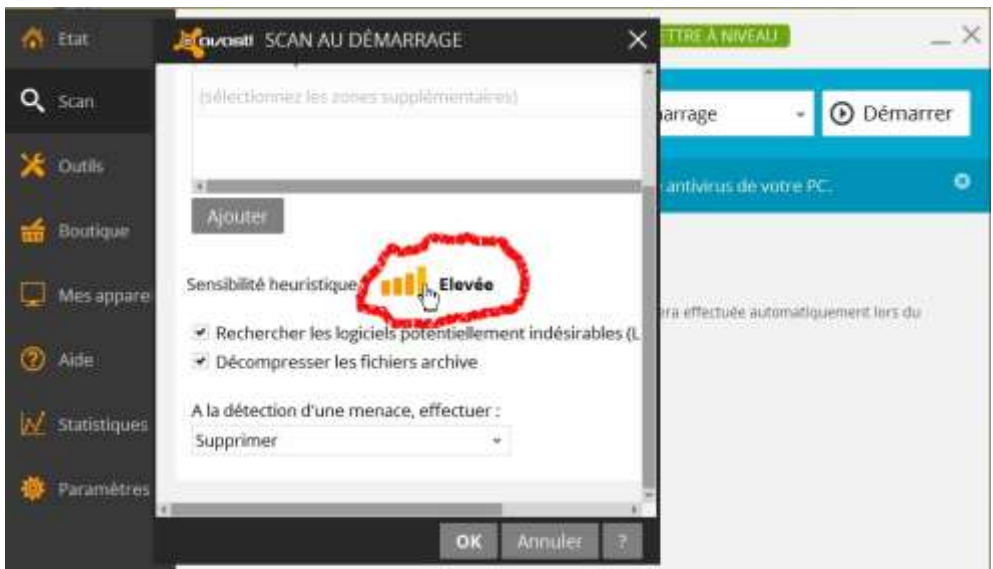 Etat
Scan
Outils
Boutique
Mes appare
Aide
Statistiques
Paramètres
avast! SCAN AU DÉMARRAGE
(sélectionnez les zones supplémentaires)
Ajouter
Sensibilité heuristique
Elevée
Rechercher les logiciels potentiellement indésirables (L
Décompresser les fichiers archive
A la détection d'une menace, effectuer :
Supprimer
OK
Annuler
?
TTRE À NIVEAU
arrage
Démarrer
antivirus de votre PC.
era effectuée automatiquement lors du